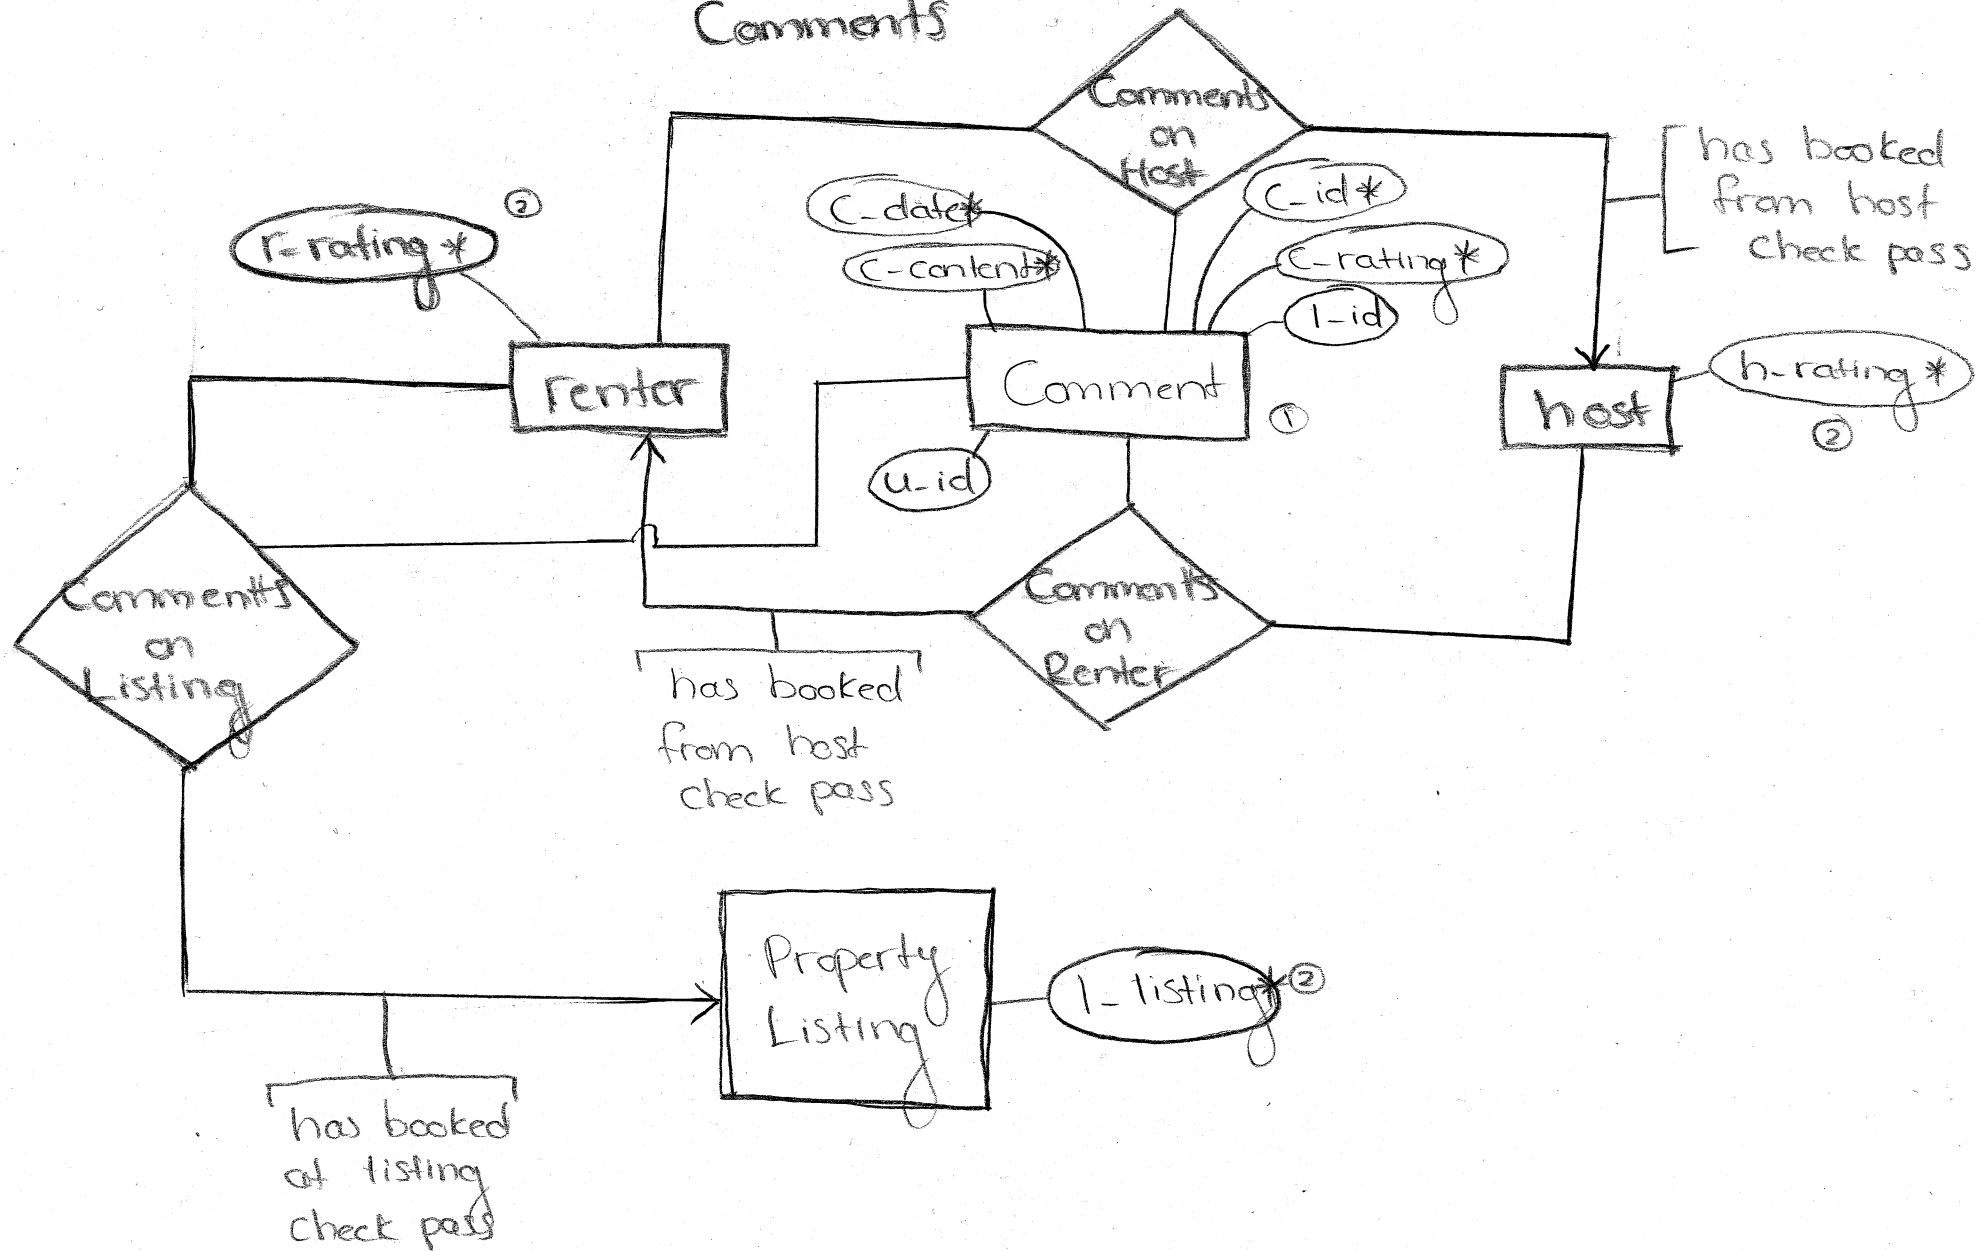 Comments
Comments
on
Host
has booked
from host
check pass
c_date*
c_id*
r-rating*
②
c-content*
c-rating*
l-id
renter
Comment
①
host
h-rating*
②
u-id
Comments
on
Listing
Comments
on
Renter
has booked
from host
check pass
Property
Listing
l-listing*
②
has booked
at listing
check pass